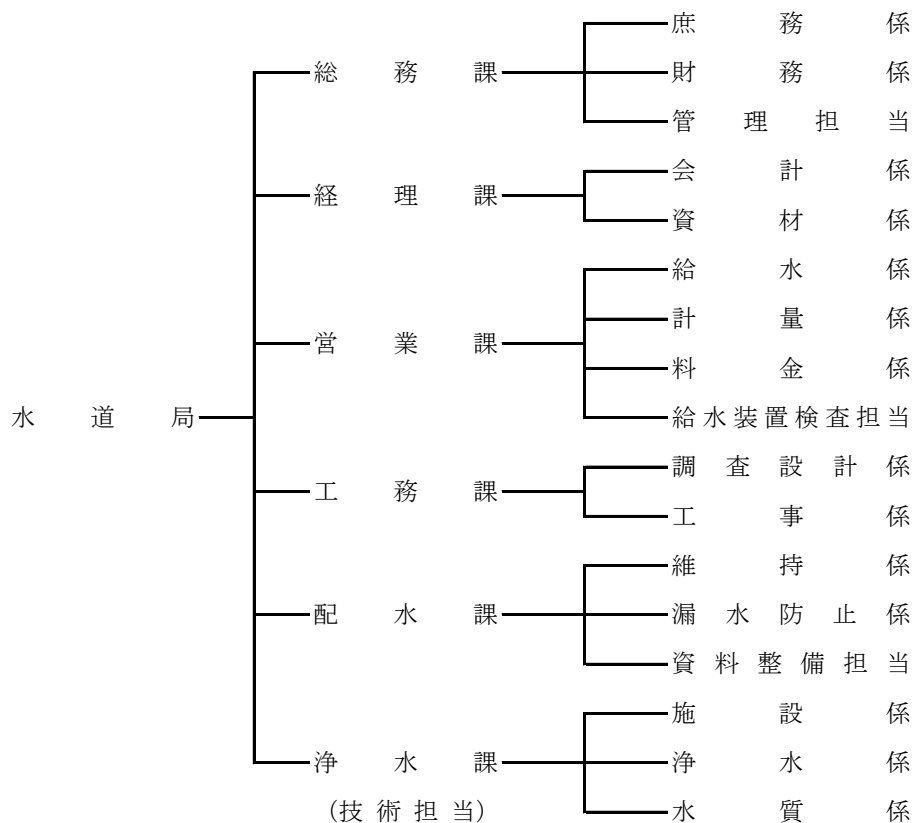 庶務係
総務課
財務係
管理担当
会計係
経理課
資材係
給水係
計量係
営業課
料金係
水道局
給水装置検査担当
調査設計係
工務課
工事係
維持係
配水課
漏水防止係
資料整備担当
施設係
浄水課
浄水係
(技術担当)
水質係